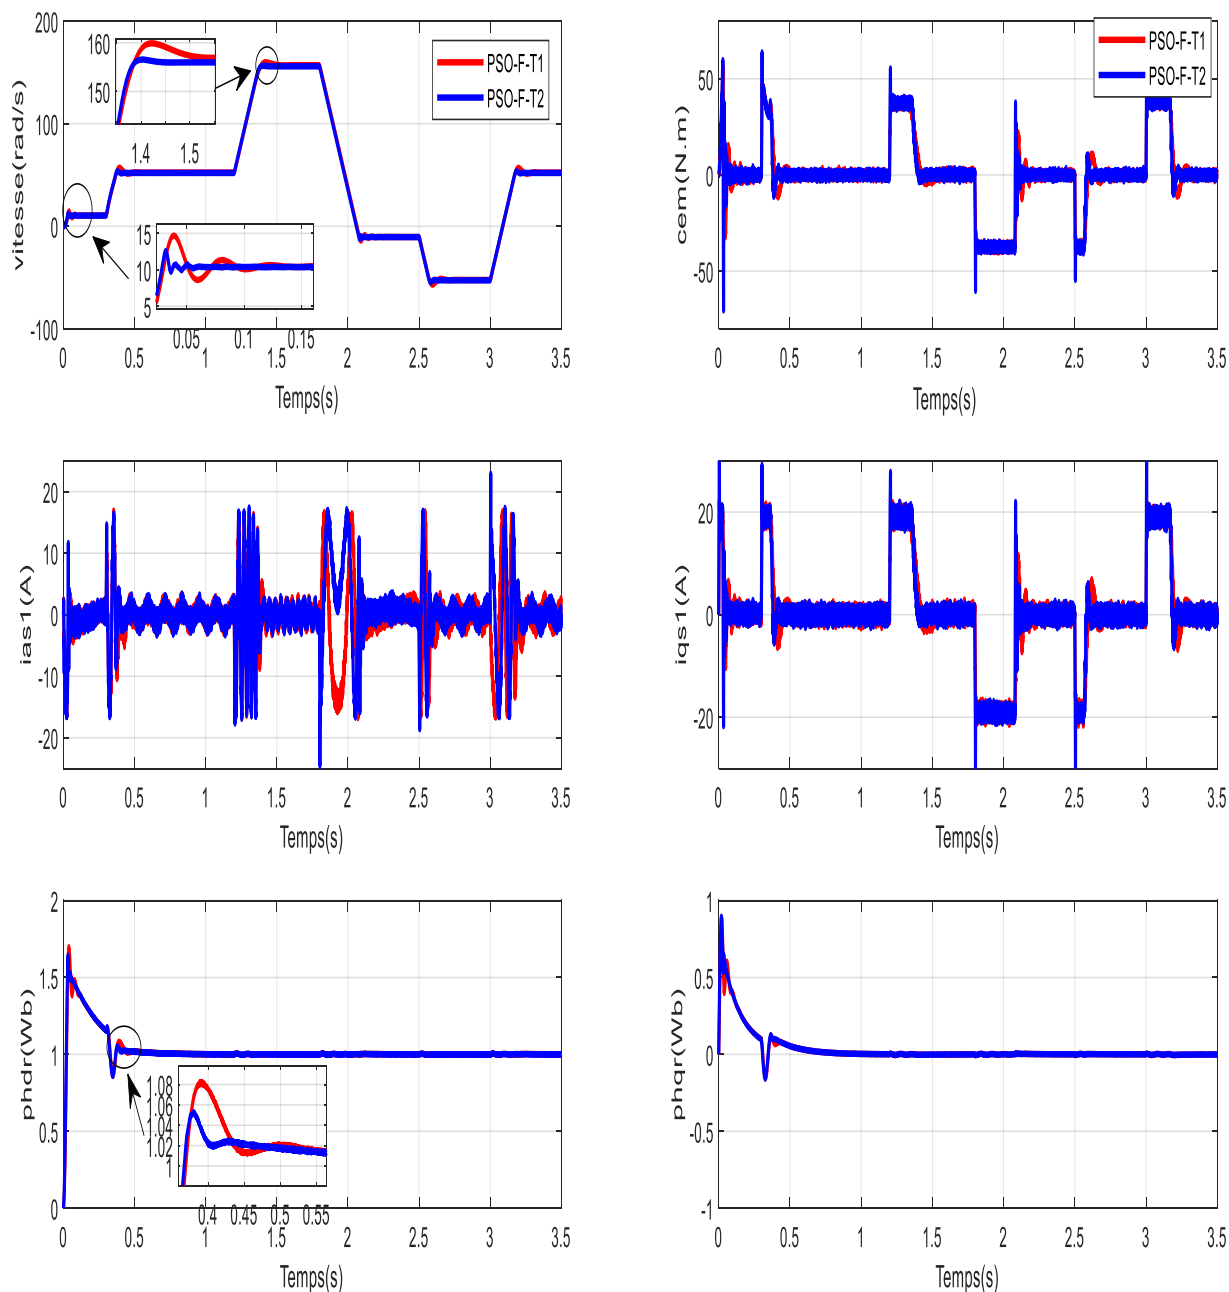 200
100
0
-100
vitesse(rad/s)
160
150
1.4 1.5
PSO-F-T1
PSO-F-T2
15
10
5
0.05 0.1 0.15
0 0.5 1 1.5 2 2.5 3 3.5
Temps(s)
50
0
-50
cem(N.m)
PSO-F-T1
PSO-F-T2
0 0.5 1 1.5 2 2.5 3 3.5
Temps(s)
20
10
0
-10
-20
ias1(A)
0 0.5 1 1.5 2 2.5 3 3.5
Temps(s)
20
0
-20
iqs1(A)
0 0.5 1 1.5 2 2.5 3 3.5
Temps(s)
2
1.5
1
0.5
0
phdr(Wb)
1.08
1.06
1.04
1.02
1
0.4 0.45 0.5 0.55
0 0.5 1 1.5 2 2.5 3 3.5
Temps(s)
1
0.5
0
-0.5
-1
phqr(Wb)
0 0.5 1 1.5 2 2.5 3 3.5
Temps(s)